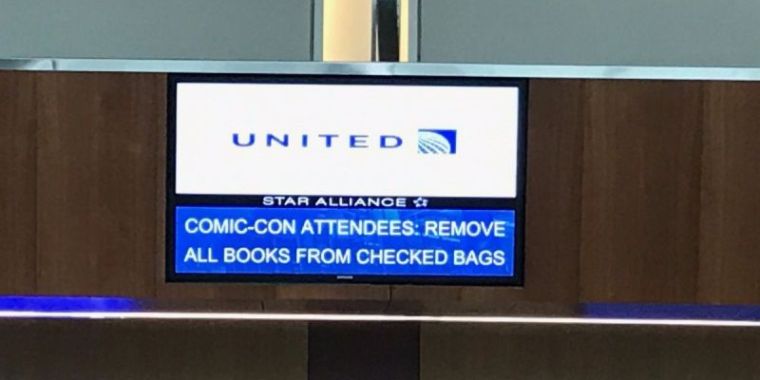 UNITED
STAR ALLIANCE
COMIC-CON ATTENDEES: REMOVE
ALL BOOKS FROM CHECKED BAGS